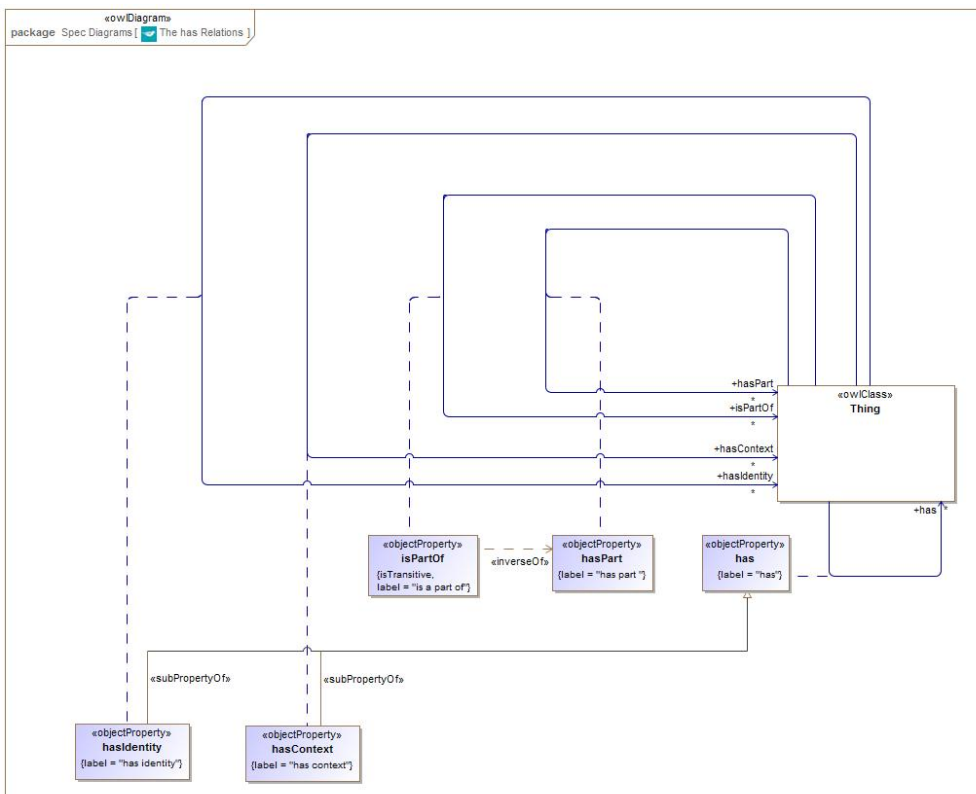 «owlDiagram»
package Spec Diagrams [ The has Relations ]
+hasPart
*
+isPartOf
*
+hasContext
*
+hasIdentity
*
«owlClass»
Thing
+has *
«objectProperty»
isPartOf
{isTransitive,
label = "is a part of"}
«inverseOf»
«objectProperty»
hasPart
{label = "has part "}
«objectProperty»
has
{label = "has"}
«subPropertyOf»
«subPropertyOf»
«objectProperty»
hasIdentity
{label = "has identity"}
«objectProperty»
hasContext
{label = "has context"}